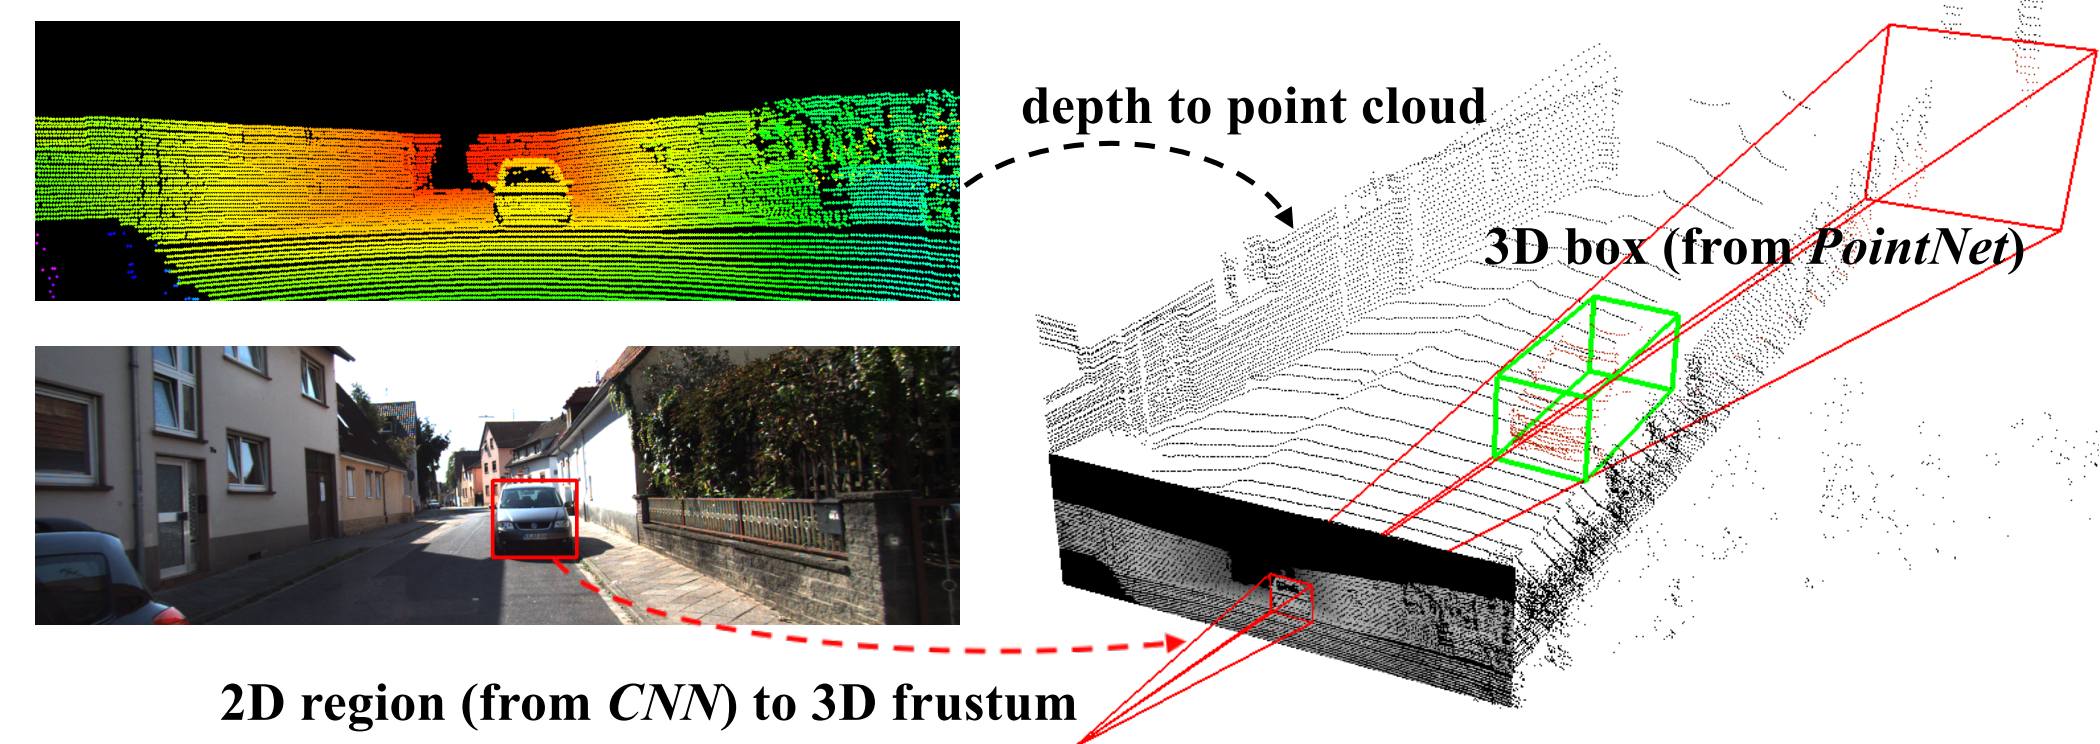 depth to point cloud
3D box (from PointNet)
2D region (from CNN) to 3D frustum